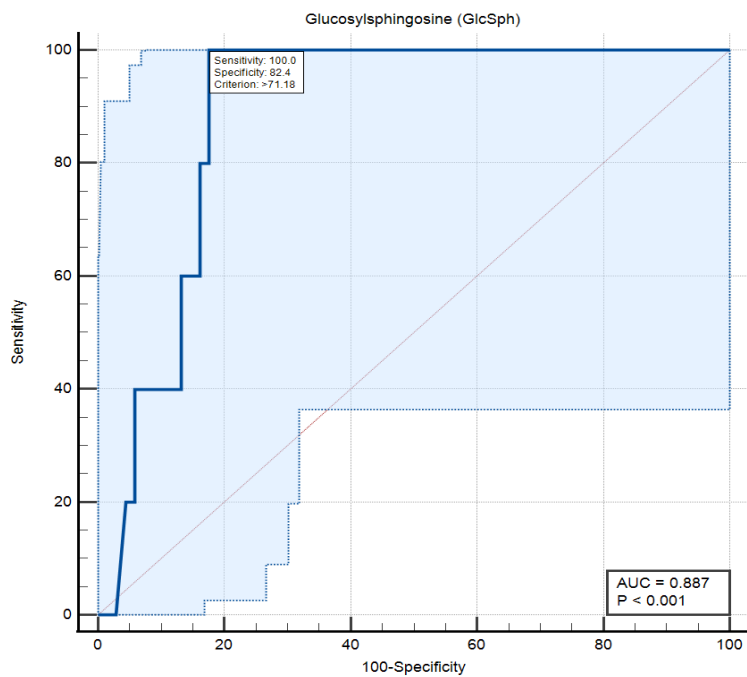 Glucosylsphingosine (GlcSph)
100
Sensitivity: 100.0
Specificity: 82.4
Criterion: >71.18
80
60
Sensitivity
40
20
AUC = 0.887
P < 0.001
0
0 20 40 60 80 100
100-Specificity